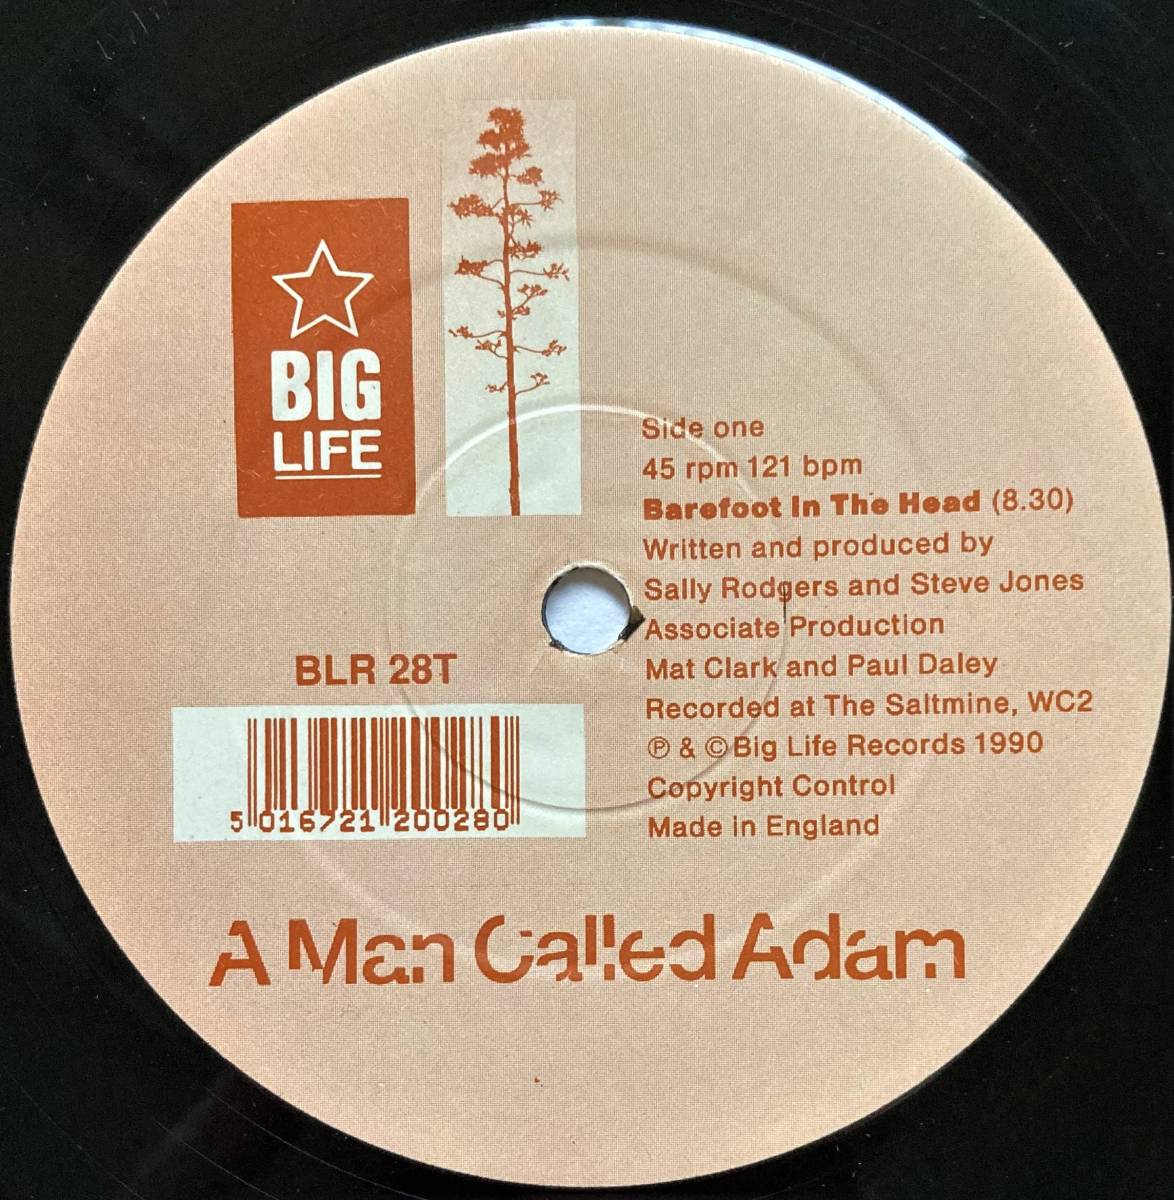 BIG
LIFE
Side one
45 rpm 121 bpm
Barefoot In The Head (8.30)
Written and produced by
Sally Rodgers and Steve Jones
Associate Production
Mat Clark and Paul Daley
Recorded at The Saltmine, WC2
℗ & © Big Life Records 1990
Copyright Control
Made in England
BLR 28T
5 016721 200280
A Man Called Adam